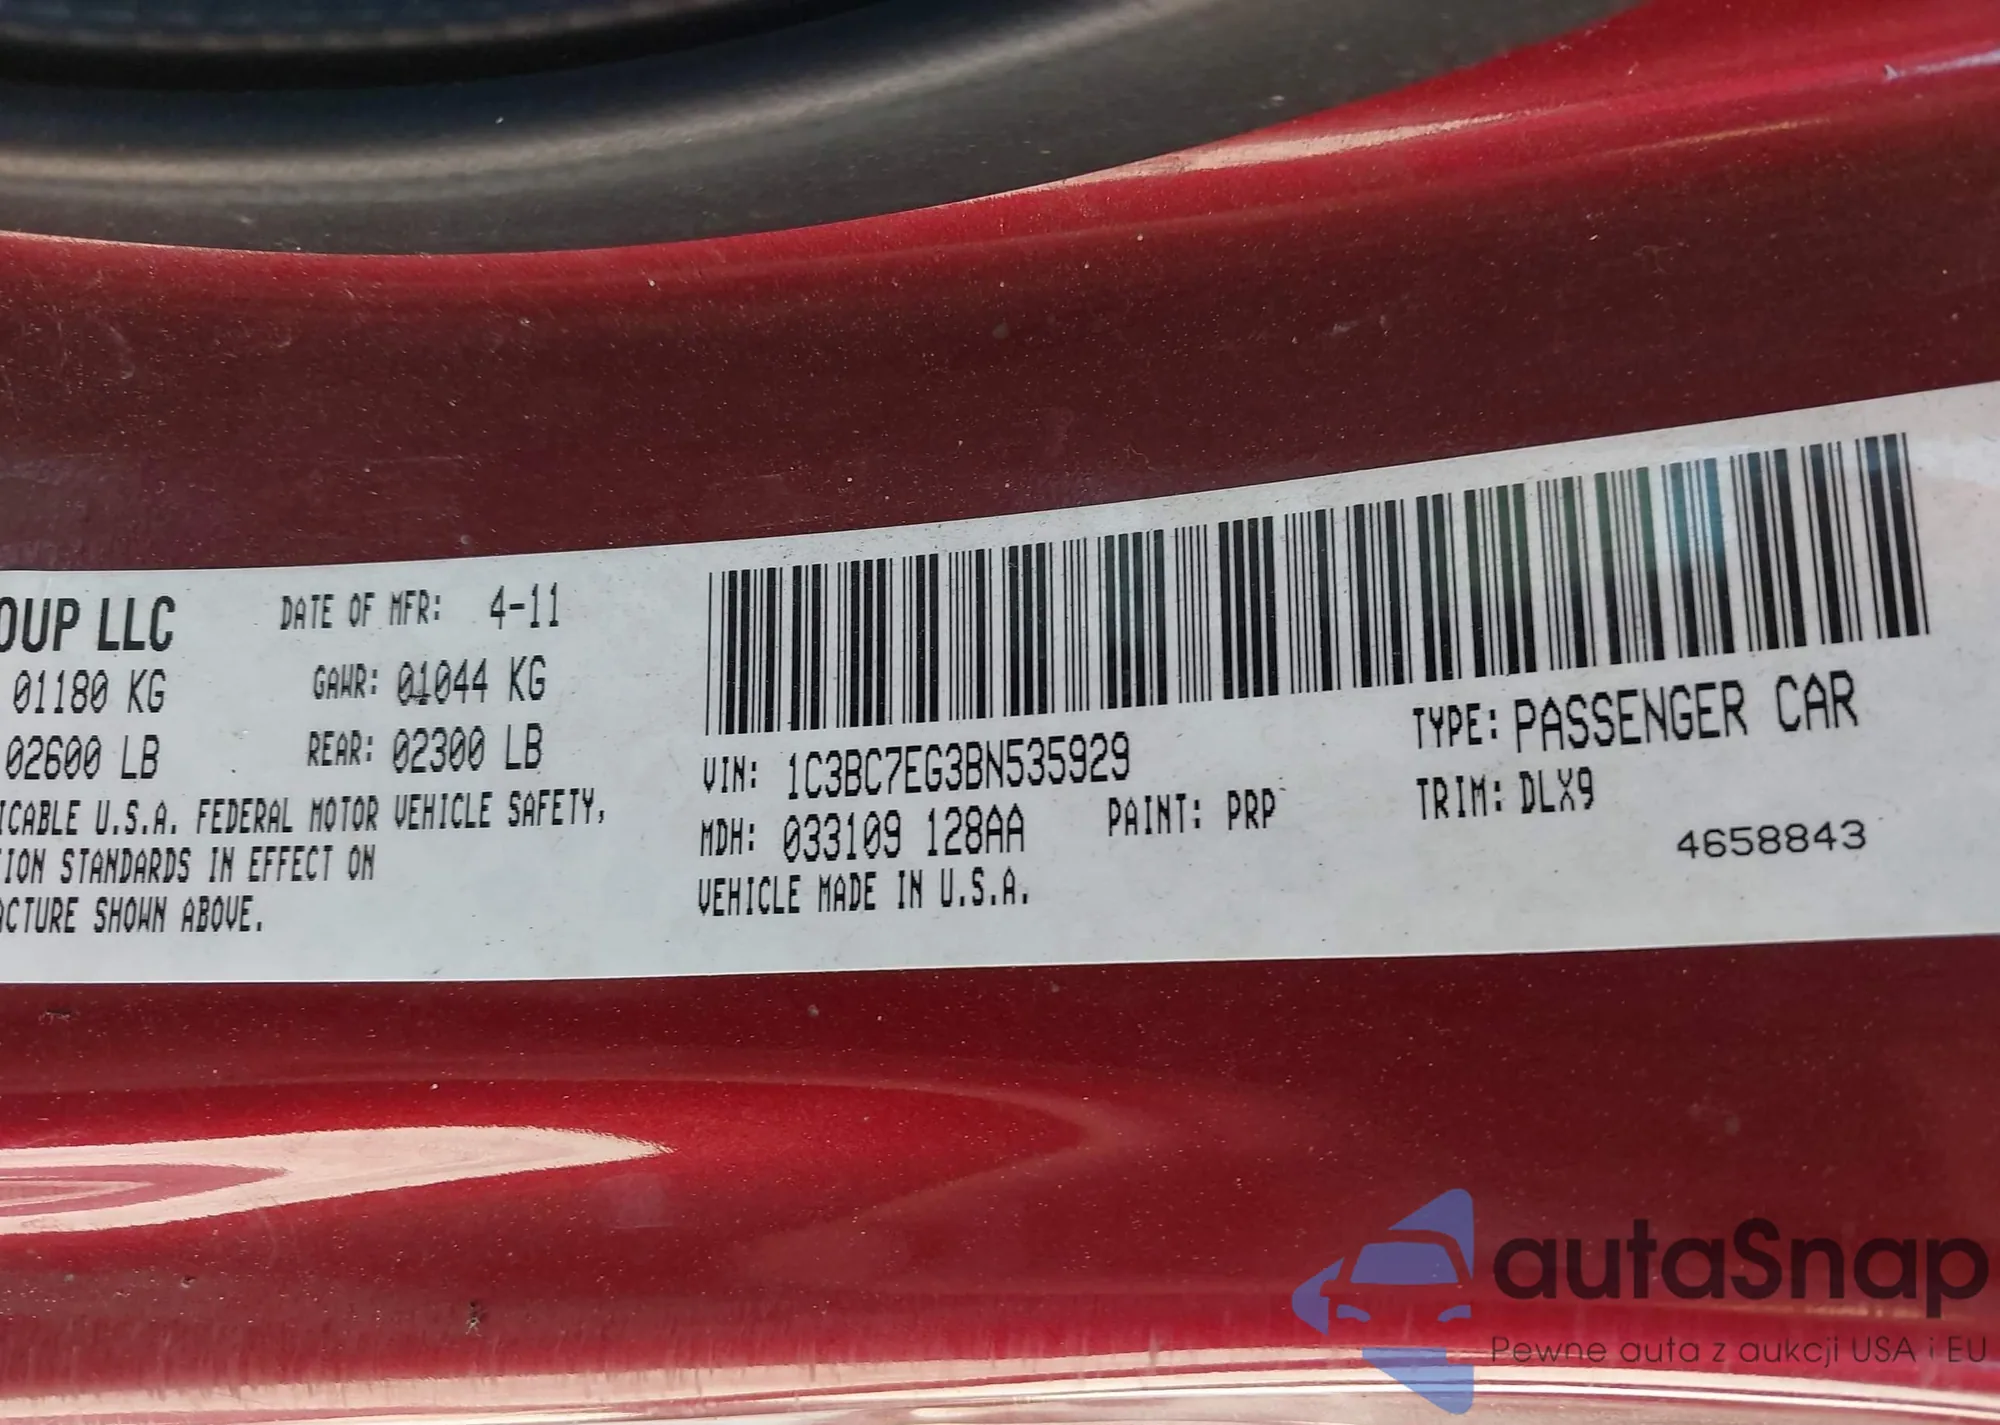 OUP LLC DATE OF MFR: 4-11
01180 KG GAWR: 01044 KG
02600 LB REAR: 02300 LB
ICABLE U.S.A. FEDERAL MOTOR VEHICLE SAFETY,
ION STANDARDS IN EFFECT ON
ACTURE SHOWN ABOVE.
VIN: 1C3BC7EG3BN535929 TYPE: PASSENGER CAR
MDH: 033109 128AA PAINT: PRP TRIM: DLX9
VEHICLE MADE IN U.S.A. 4658843
autaSnap
Pewne auta z aukcji USA i EU